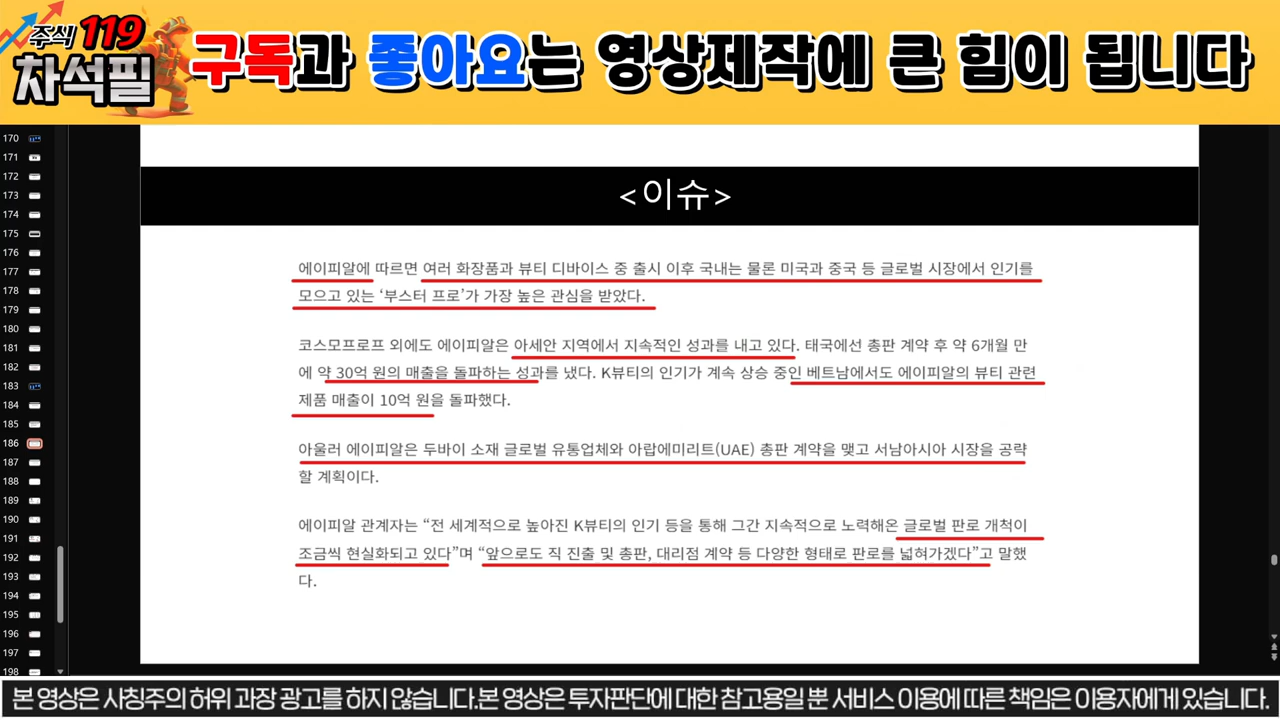 주식 119
차석필
구독과 좋아요는 영상제작에 큰 힘이 됩니다
170
171
172
173
174
175
176
177
178
179
180
181
182
183
184
185
186
187
188
189
190
191
192
193
194
195
196
197
198
<이슈>
에이피알에 따르면 여러 화장품과 뷰티 디바이스 중 출시 이후 국내는 물론 미국과 중국 등 글로벌 시장에서 인기를
모으고 있는 ‘부스터 프로’가 가장 높은 관심을 받았다.
코스모프로프 외에도 에이피알은 아세안 지역에서 지속적인 성과를 내고 있다. 태국에선 총판 계약 후 약 6개월 만
에 약 30억 원의 매출을 돌파하는 성과를 냈다. K뷰티의 인기가 계속 상승 중인 베트남에서도 에이피알의 뷰티 관련
제품 매출이 10억 원을 돌파했다.
아울러 에이피알은 두바이 소재 글로벌 유통업체와 아랍에미리트(UAE) 총판 계약을 맺고 서남아시아 시장을 공략
할 계획이다.
에이피알 관계자는 “전 세계적으로 높아진 K뷰티의 인기 등을 통해 그간 지속적으로 노력해온 글로벌 판로 개척이
조금씩 현실화되고 있다”며 “앞으로도 직 진출 및 총판, 대리점 계약 등 다양한 형태로 판로를 넓혀가겠다”고 말했
다.
본 영상은 사칭주의 허위 과장 광고를 하지 않습니다.본 영상은 투자판단에 대한 참고용일 뿐 서비스 이용에 따른 책임은 이용자에게 있습니다.